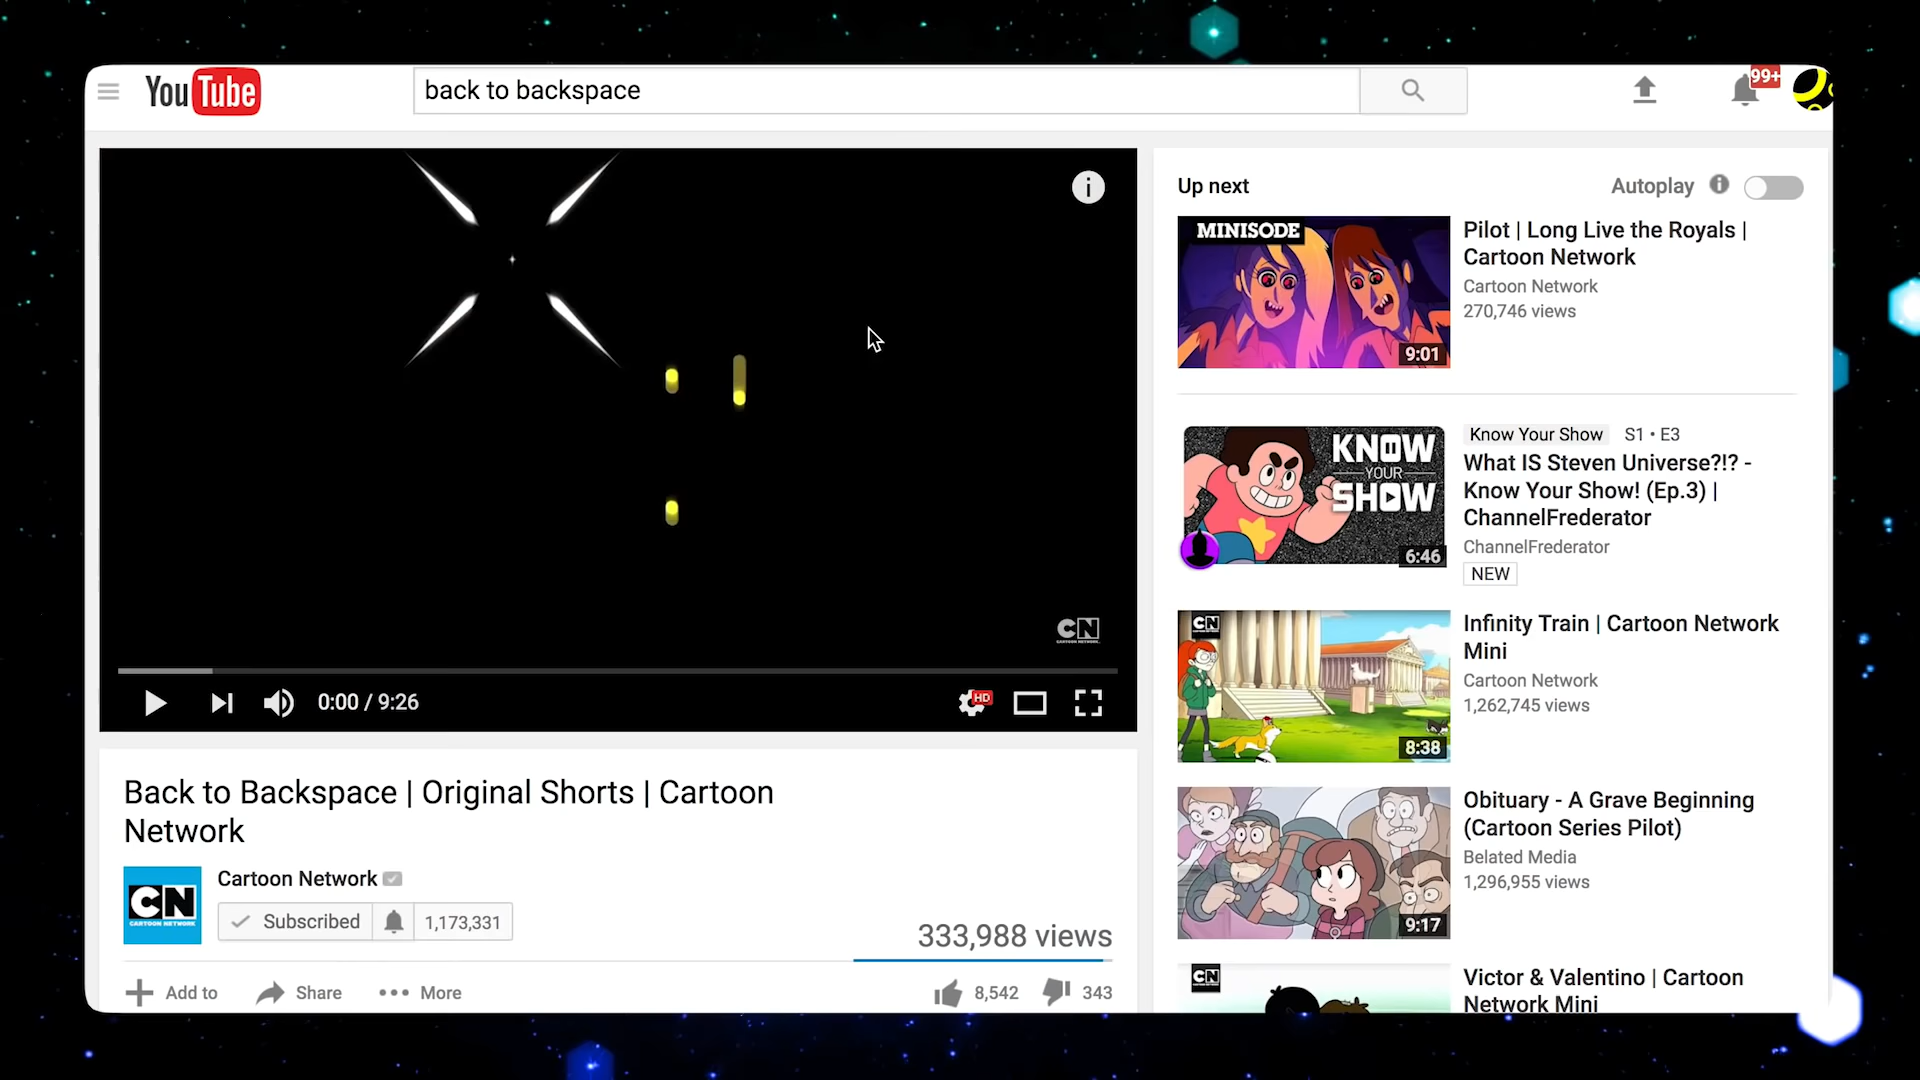 YouTube
back to backspace
99+
CN
CARTOON NETWORK
0:00 / 9:26
HD
Back to Backspace | Original Shorts | Cartoon
Network
CN
CARTOON NETWORK
Cartoon Network
Subscribed
1,173,331
333,988 views
Add to
Share
More
8,542
343
Up next
Autoplay
MINISODE
9:01
Pilot | Long Live the Royals |
Cartoon Network
Cartoon Network
270,746 views
KNOW
YOUR
SHOW
6:46
Know Your Show S1 • E3
What IS Steven Universe?!? -
Know Your Show! (Ep.3) |
ChannelFrederator
ChannelFrederator
NEW
CN
8:38
Infinity Train | Cartoon Network
Mini
Cartoon Network
1,262,745 views
9:17
Obituary - A Grave Beginning
(Cartoon Series Pilot)
Belated Media
1,296,955 views
CN
Victor & Valentino | Cartoon
Network Mini